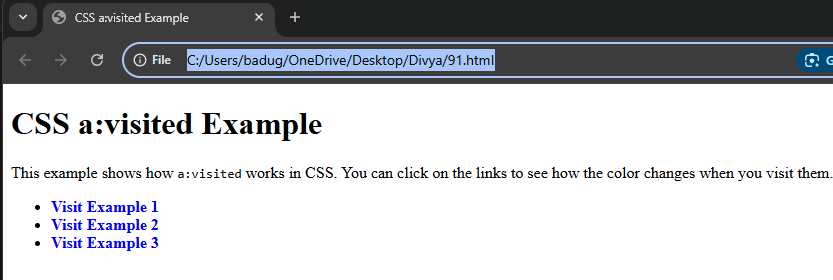 CSS a:visited Example
File C:/Users/badug/OneDrive/Desktop/Divya/91.html
CSS a:visited Example
This example shows how a:visited works in CSS. You can click on the links to see how the color changes when you visit them.
Visit Example 1
Visit Example 2
Visit Example 3